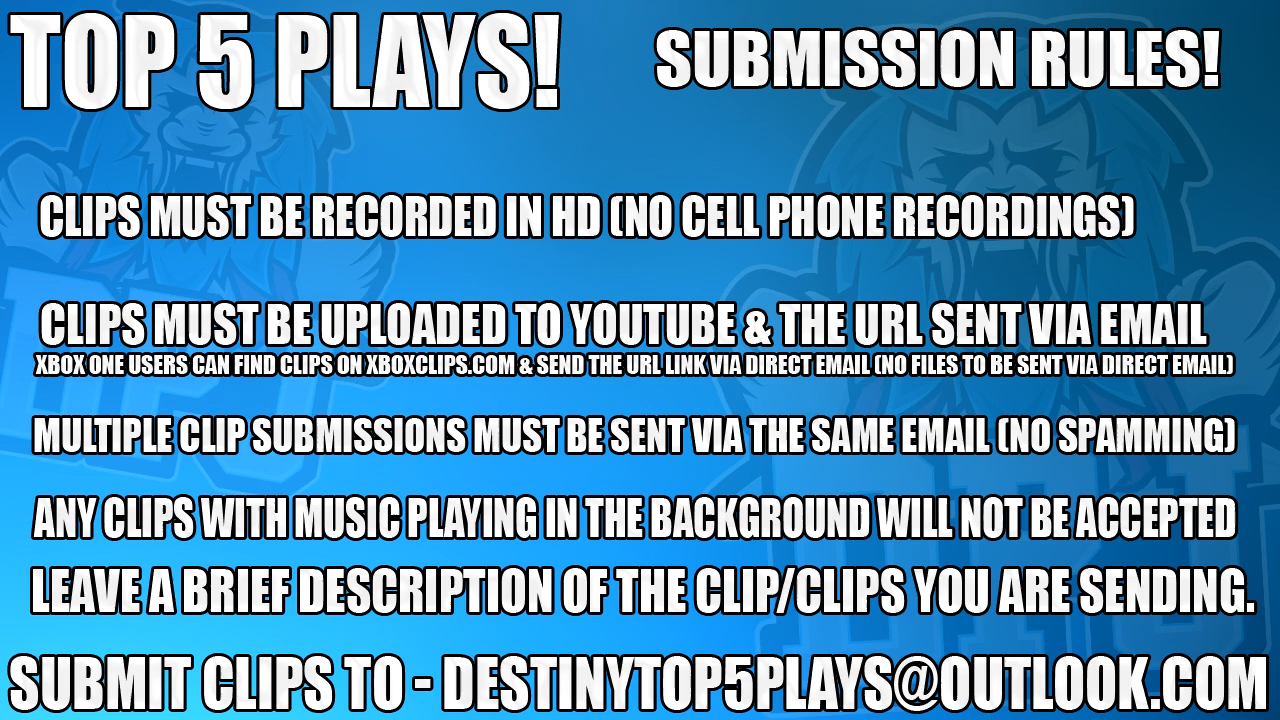 TOP 5 PLAYS!
SUBMISSION RULES!
CLIPS MUST BE RECORDED IN HD (NO CELL PHONE RECORDINGS)
CLIPS MUST BE UPLOADED TO YOUTUBE & THE URL SENT VIA EMAIL
XBOX ONE USERS CAN FIND CLIPS ON XBOXCLIPS.COM & SEND THE URL LINK VIA DIRECT EMAIL (NO FILES TO BE SENT VIA DIRECT EMAIL)
MULTIPLE CLIP SUBMISSIONS MUST BE SENT VIA THE SAME EMAIL (NO SPAMMING)
ANY CLIPS WITH MUSIC PLAYING IN THE BACKGROUND WILL NOT BE ACCEPTED
LEAVE A BRIEF DESCRIPTION OF THE CLIP/CLIPS YOU ARE SENDING.
SUBMIT CLIPS TO - DESTINYTOP5PLAYS@OUTLOOK.COM